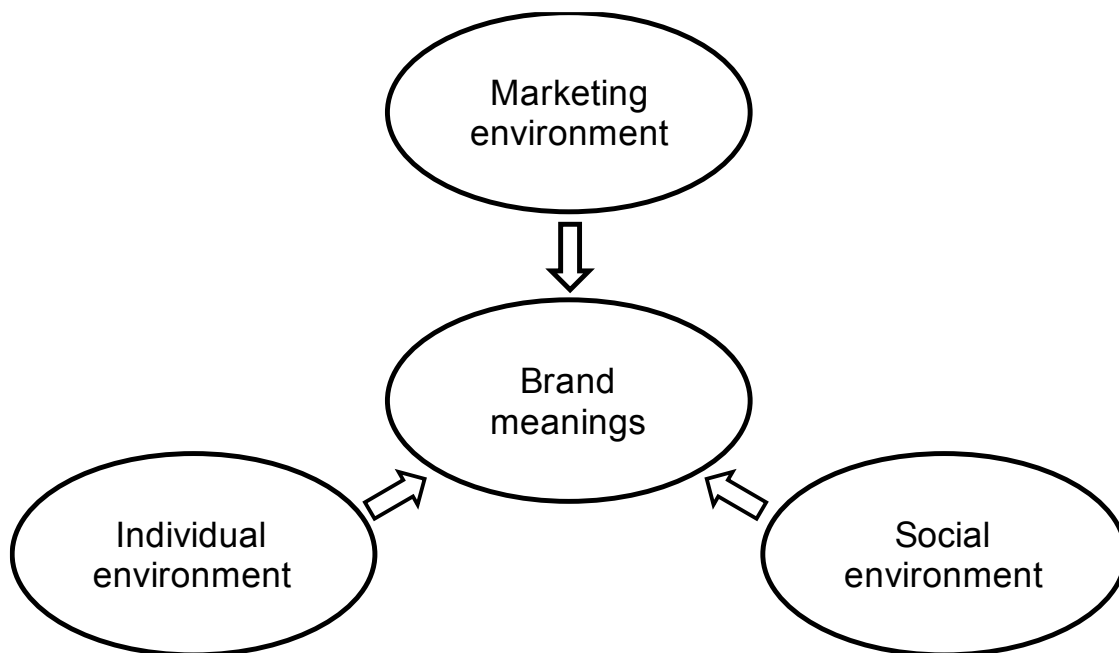 Marketing
environment
Brand
meanings
Individual
environment
Social
environment